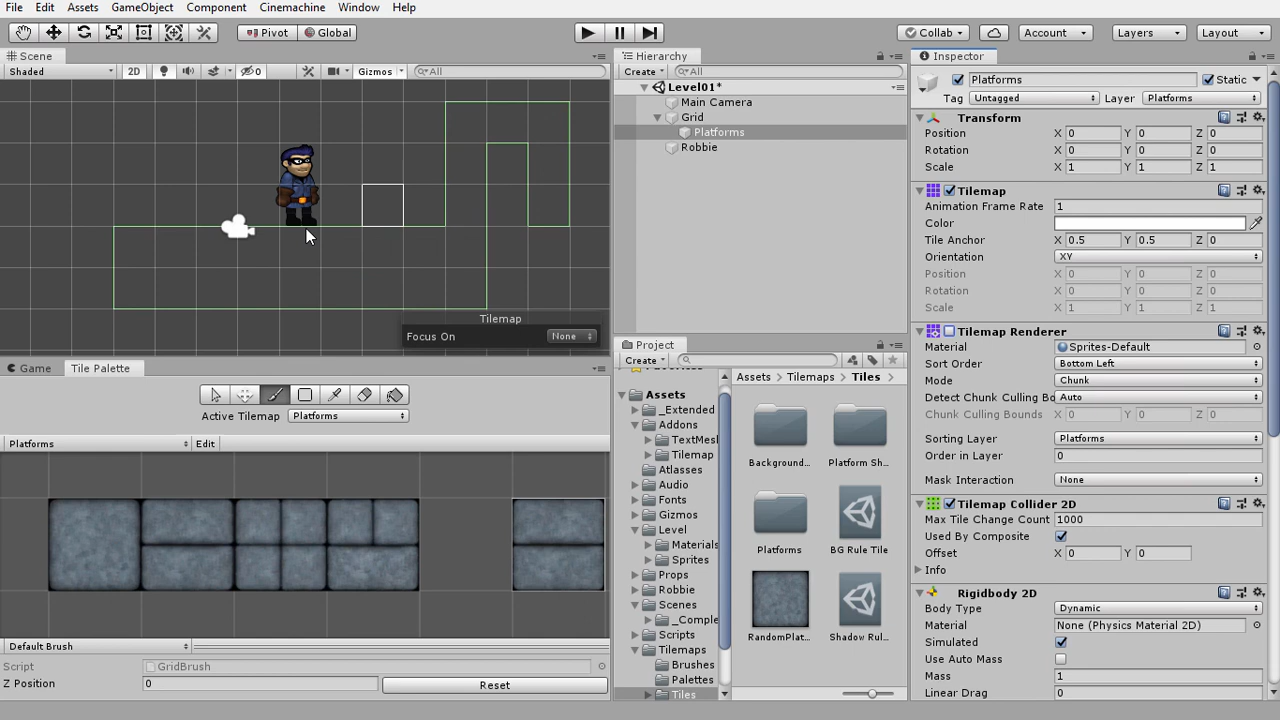 File Edit Assets GameObject Component Cinemachine Window Help
Pivot Global Collab Account Layers Layout
Scene
Shaded 2D 0 Gizmos All
Tilemap
Focus On None
Game Tile Palette
Active Tilemap Platforms
Platforms Edit
Default Brush
Script GridBrush
Z Position 0 Reset
Hierarchy
Create All
Level01*
Main Camera
Grid
Platforms
Robbie
Project
Create
Assets
_Extended
Addons
TextMesh
Tilemap
Atlasses
Audio
Fonts
Gizmos
Level
Materials
Sprites
Props
Robbie
Scenes
_Comple
Scripts
Tilemaps
Brushes
Palettes
Tiles
Assets Tilemaps Tiles
Background... Platform Sh...
Platforms BG Rule Tile
RandomPlat... Shadow Rul...
Inspector
Platforms Static
Tag Untagged Layer Platforms
Transform
Position X 0 Y 0 Z 0
Rotation X 0 Y 0 Z 0
Scale X 1 Y 1 Z 1
Tilemap
Animation Frame Rate 1
Color
Tile Anchor X 0.5 Y 0.5 Z 0
Orientation XY
Position X 0 Y 0 Z 0
Rotation X 0 Y 0 Z 0
Scale X 1 Y 1 Z 1
Tilemap Renderer
Material Sprites-Default
Sort Order Bottom Left
Mode Chunk
Detect Chunk Culling Bo Auto
Chunk Culling Bounds X 0 Y 0 Z 0
Sorting Layer Platforms
Order in Layer 0
Mask Interaction None
Tilemap Collider 2D
Max Tile Change Count 1000
Used By Composite
Offset X 0 Y 0
Info
Rigidbody 2D
Body Type Dynamic
Material None (Physics Material 2D)
Simulated
Use Auto Mass
Mass 1
Linear Drag 0